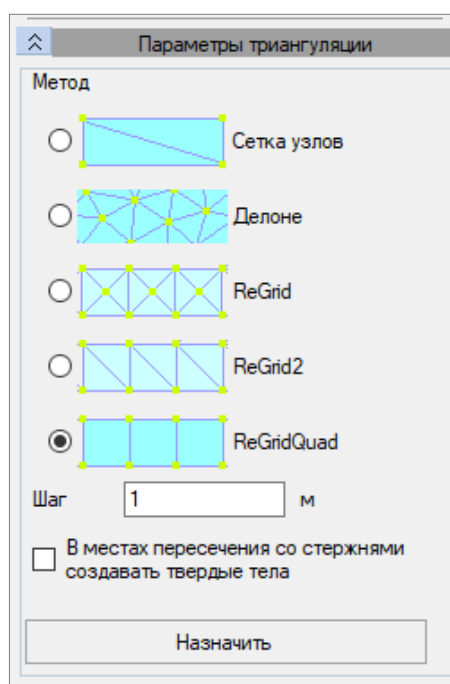 Параметры триангуляции
Метод
Сетка узлов
Делоне
ReGrid
ReGrid2
ReGridQuad
Шаг 1 м
В местах пересечения со стержнями
создавать твердые тела
Назначить